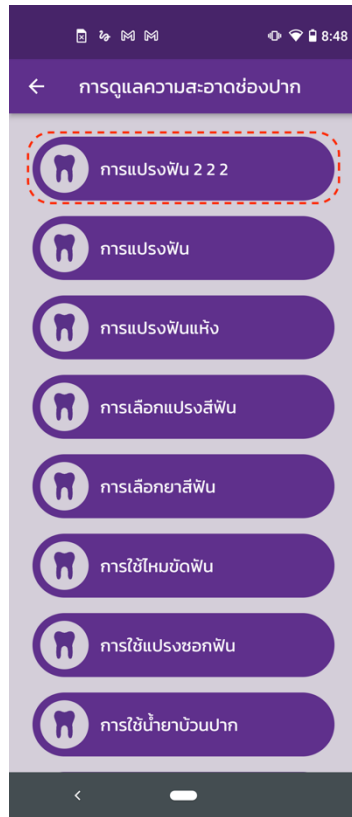 8:48
การดูแลความสะอาดช่องปาก
การแปรงฟัน 2 2 2
การแปรงฟัน
การแปรงฟันแห้ง
การเลือกแปรงสีฟัน
การเลือกยาสีฟัน
การใช้ไหมขัดฟัน
การใช้แปรงซอกฟัน
การใช้น้ำยาบ้วนปาก